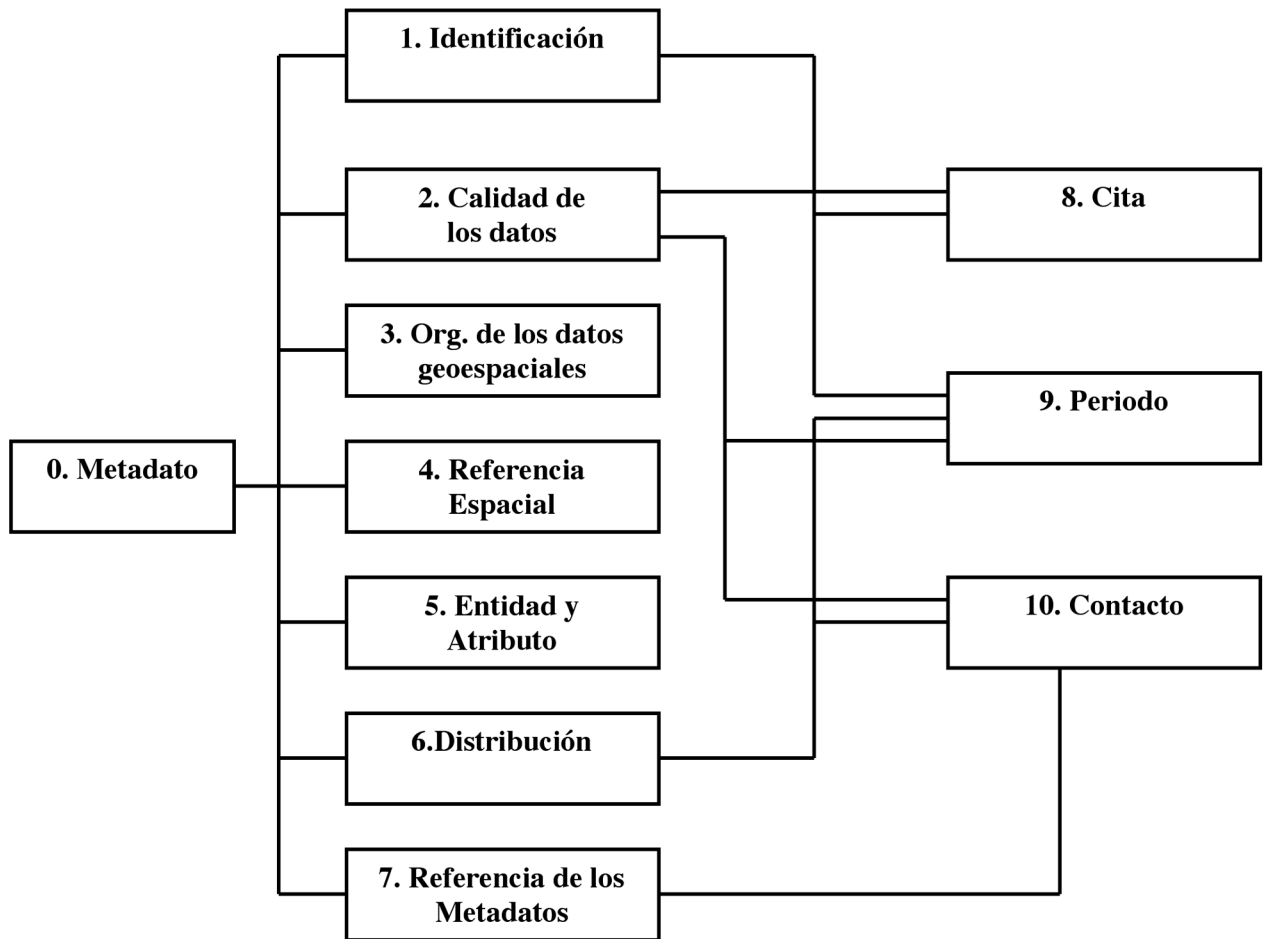 1. Identificación
2. Calidad de
los datos
8. Cita
3. Org. de los datos
geoespaciales
9. Periodo
0. Metadato
4. Referencia
Espacial
5. Entidad y
Atributo
10. Contacto
6.Distribución
7. Referencia de los
Metadatos